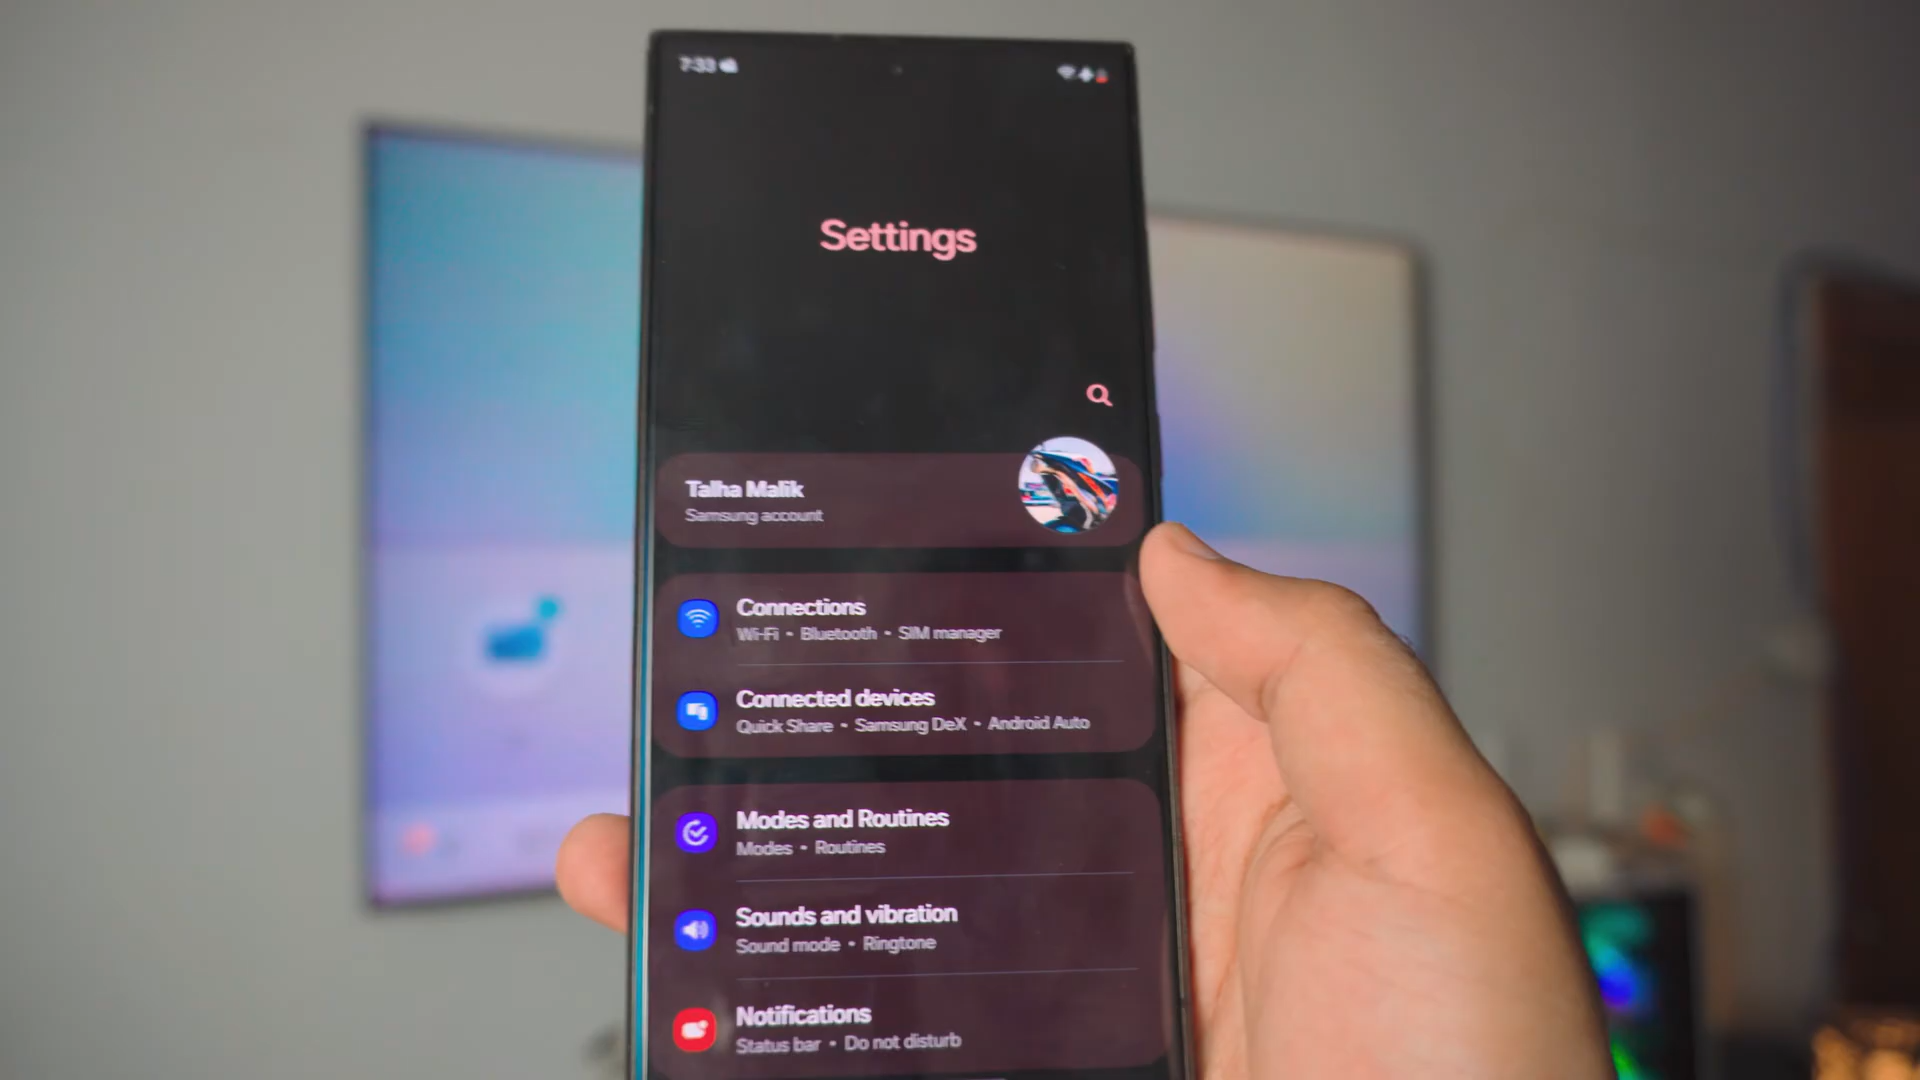 7:33
Settings
Talha Malik
Samsung account
Connections
Wi-Fi • Bluetooth • SIM manager
Connected devices
Quick Share • Samsung DeX • Android Auto
Modes and Routines
Modes • Routines
Sounds and vibration
Sound mode • Ringtone
Notifications
Status bar • Do not disturb